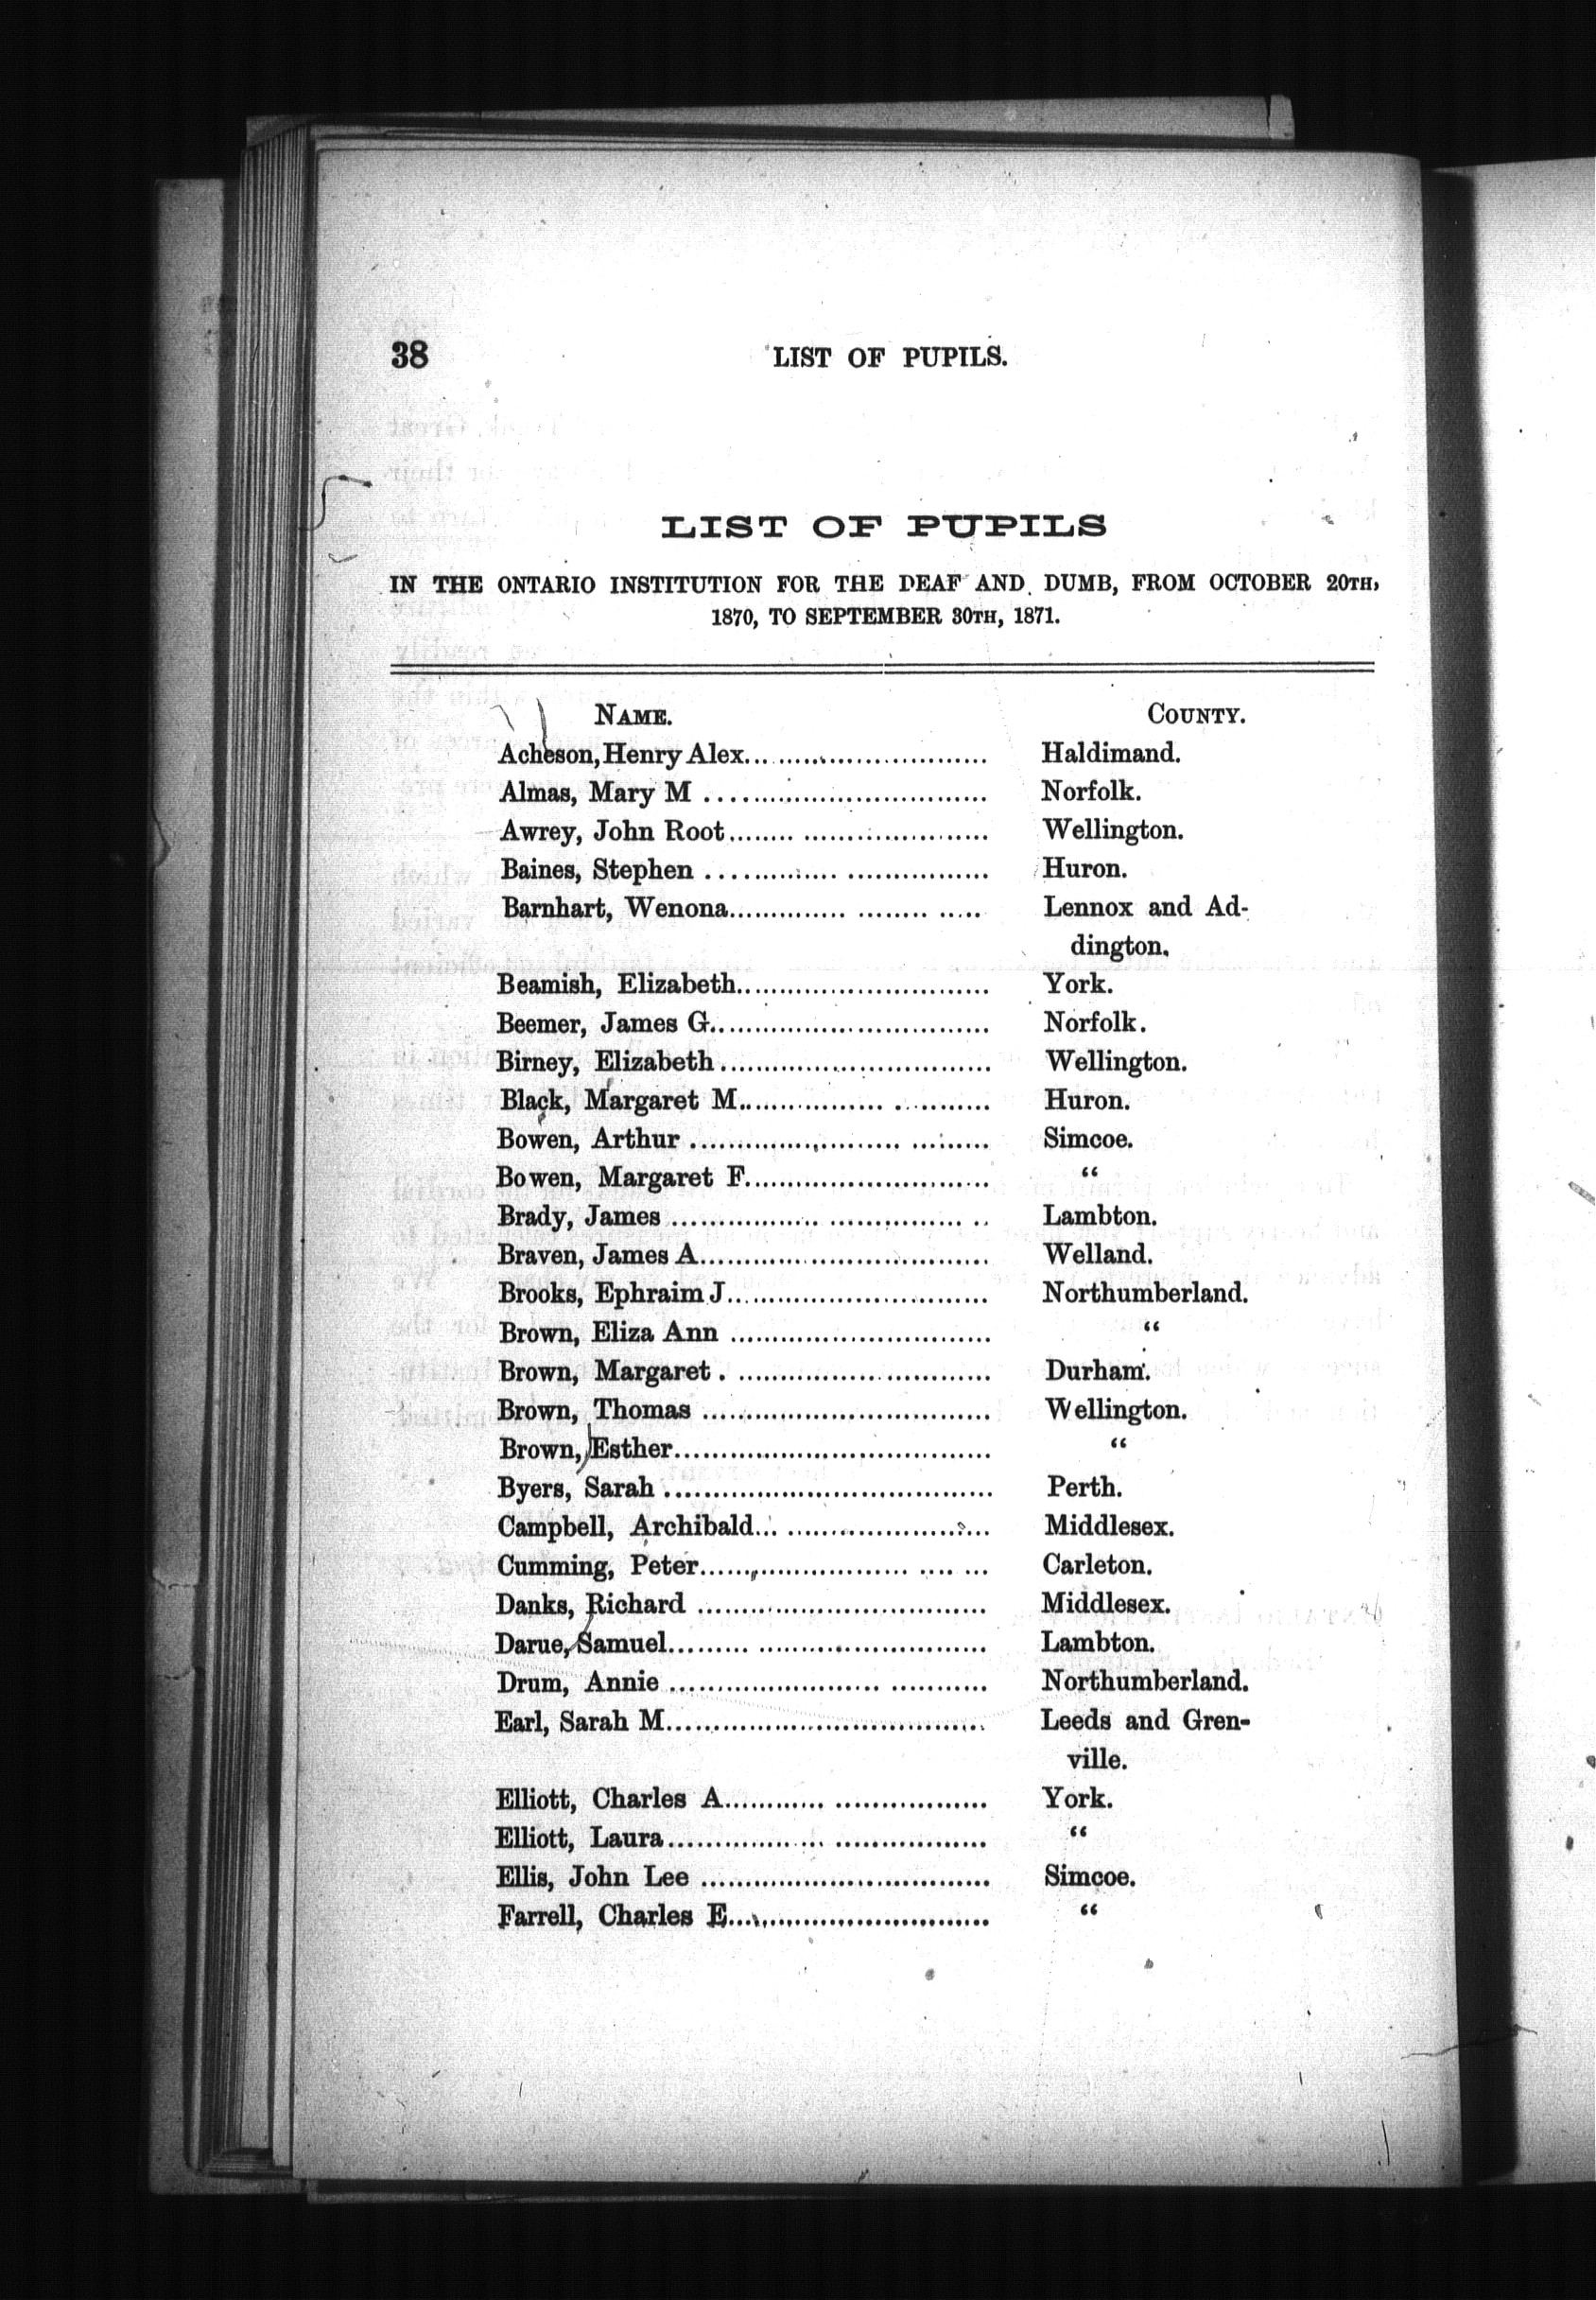 38 LIST OF PUPILS.
LIST OF PUPILS
IN THE ONTARIO INSTITUTION FOR THE DEAF AND DUMB, FROM OCTOBER 20TH,
1870, TO SEPTEMBER 30TH, 1871.
NAME. COUNTY.
Acheson, Henry Alex........................... Haldimand.
Almas, Mary M ............................... Norfolk.
Awrey, John Root............................ Wellington.
Baines, Stephen .............................. Huron.
Barnhart, Wenona........................... Lennox and Ad-
dington.
Beamish, Elizabeth............................ York.
Beemer, James G.............................. Norfolk.
Birney, Elizabeth............................. Wellington.
Black, Margaret M........................... Huron.
Bowen, Arthur ............................... Simcoe.
Bowen, Margaret F........................... “
Brady, James ................................. Lambton.
Braven, James A.............................. Welland.
Brooks, Ephraim J............................ Northumberland.
Brown, Eliza Ann ............................ “
Brown, Margaret . ........................... Durham.
Brown, Thomas ............................... Wellington.
Brown, Esther.................................. “
Byers, Sarah ................................... Perth.
Campbell, Archibald... ...................... Middlesex.
Cumming, Peter............................... Carleton.
Danks, Richard ............................... Middlesex.
Darue, Samuel.................................. Lambton.
Drum, Annie .................................. Northumberland.
Earl, Sarah M.................................. Leeds and Gren-
ville.
Elliott, Charles A............................. York.
Elliott, Laura................................... “
Ellis, John Lee ............................... Simcoe.
Farrell, Charles E............................ “